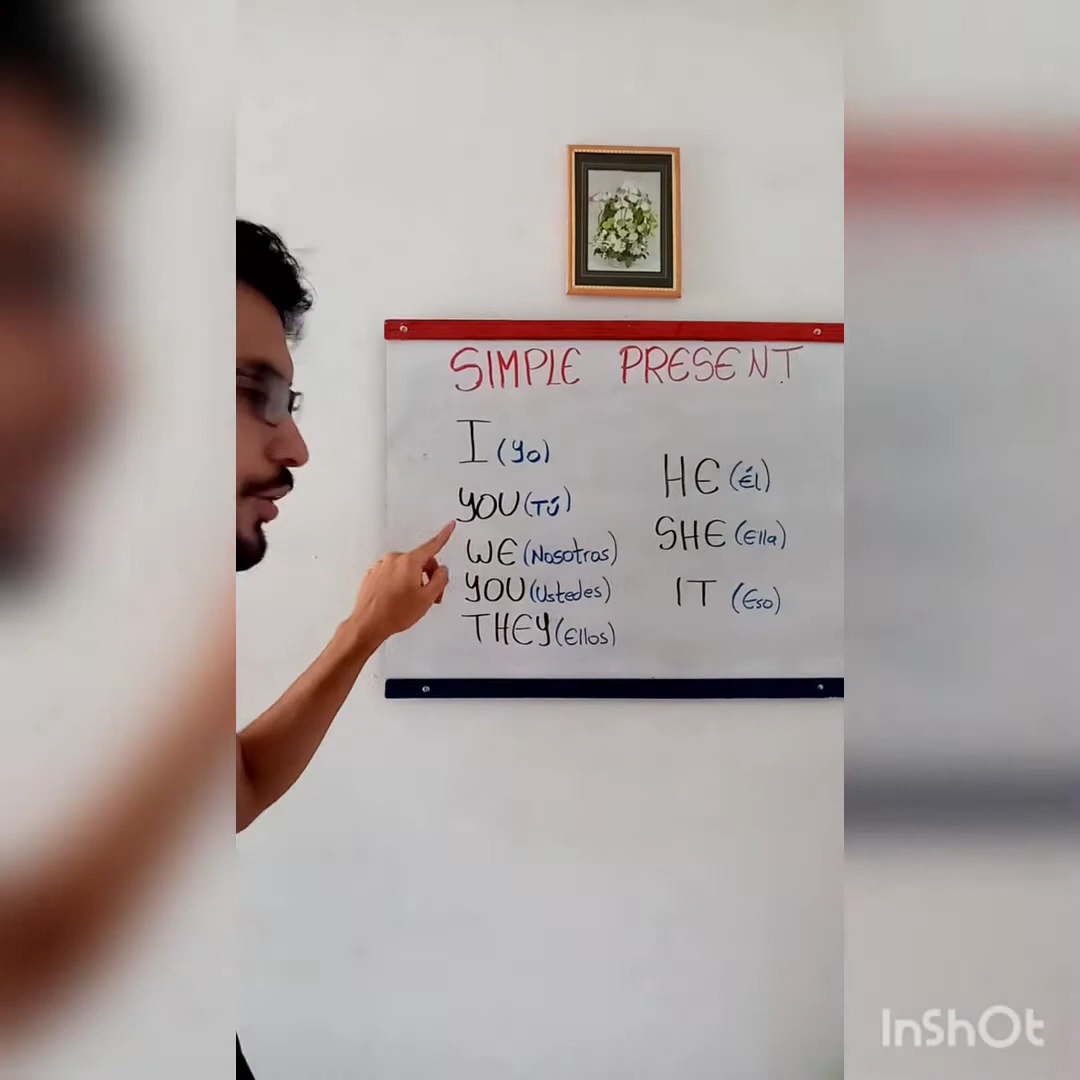 SIMPLE PRESENT
I (Yo)
YOU (TÚ)
WE (Nosotros)
YOU (Ustedes)
THEY (Ellos)
HE (Él)
SHE (Ella)
IT (Eso)
InShOt